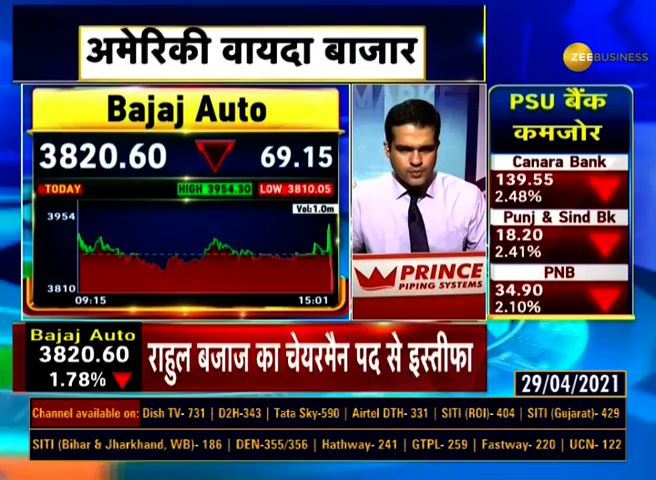 अमेरिकी वायदा बाजार
ZEEBUSINESS
Bajaj Auto
3820.60 69.15
TODAY HIGH 3954.30 LOW 3810.05
Vol:1.0m
3954
3810
09:15 15:01
MARKE
PRINCE
PIPING SYSTEMS
PSU बैंक
कमजोर
Canara Bank
139.55
2.48%
Punj & Sind Bk
18.20
2.41%
PNB
34.90
2.10%
Bajaj Auto
3820.60
1.78%
राहुल बजाज का चेयरमैन पद से इस्तीफा
29/04/2021
Channel available on: Dish TV- 731 | D2H-343 | Tata Sky-590 | Airtel DTH- 331 | SITI (ROI)- 404 | SITI (Gujarat)- 429
SITI (Bihar & Jharkhand, WB)- 186 | DEN-355/356 | Hathway- 241 | GTPL- 259 | Fastway- 220 | UCN- 122